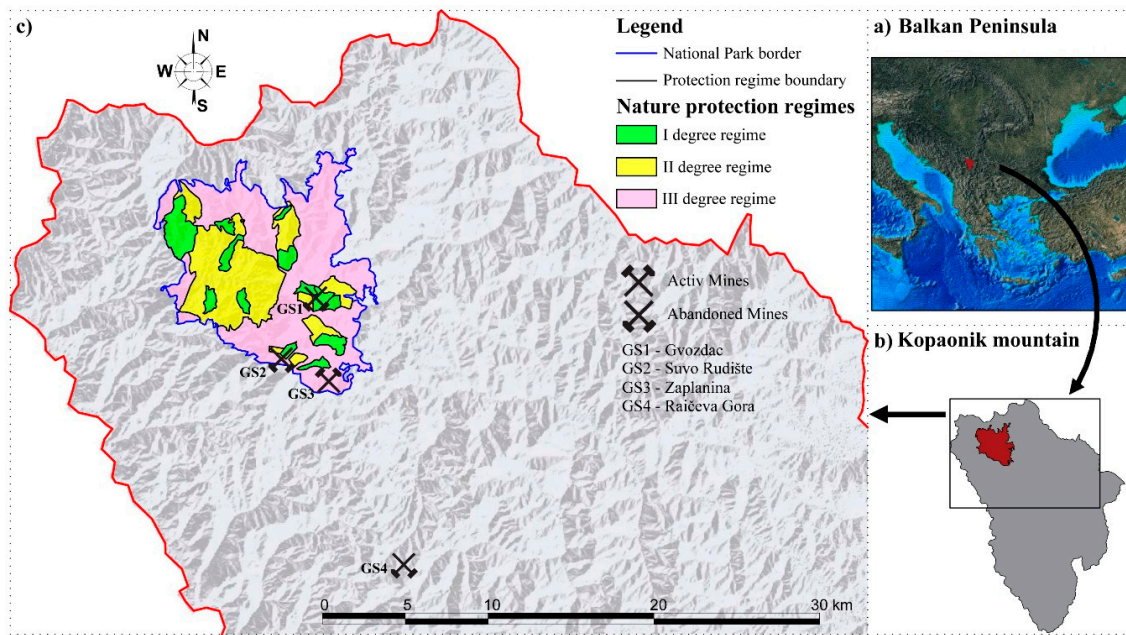 c)
N
W
E
S
Legend
National Park border
Protection regime boundary
Nature protection regimes
I degree regime
II degree regime
III degree regime
Activ Mines
Abandoned Mines
GS1 - Gvozdac
GS2 - Suvo Rudište
GS3 - Zaplanina
GS4 - Raičeva Gora
GS1
GS2
GS3
GS4
0 5 10 20 30 km
a) Balkan Peninsula
b) Kopaonik mountain